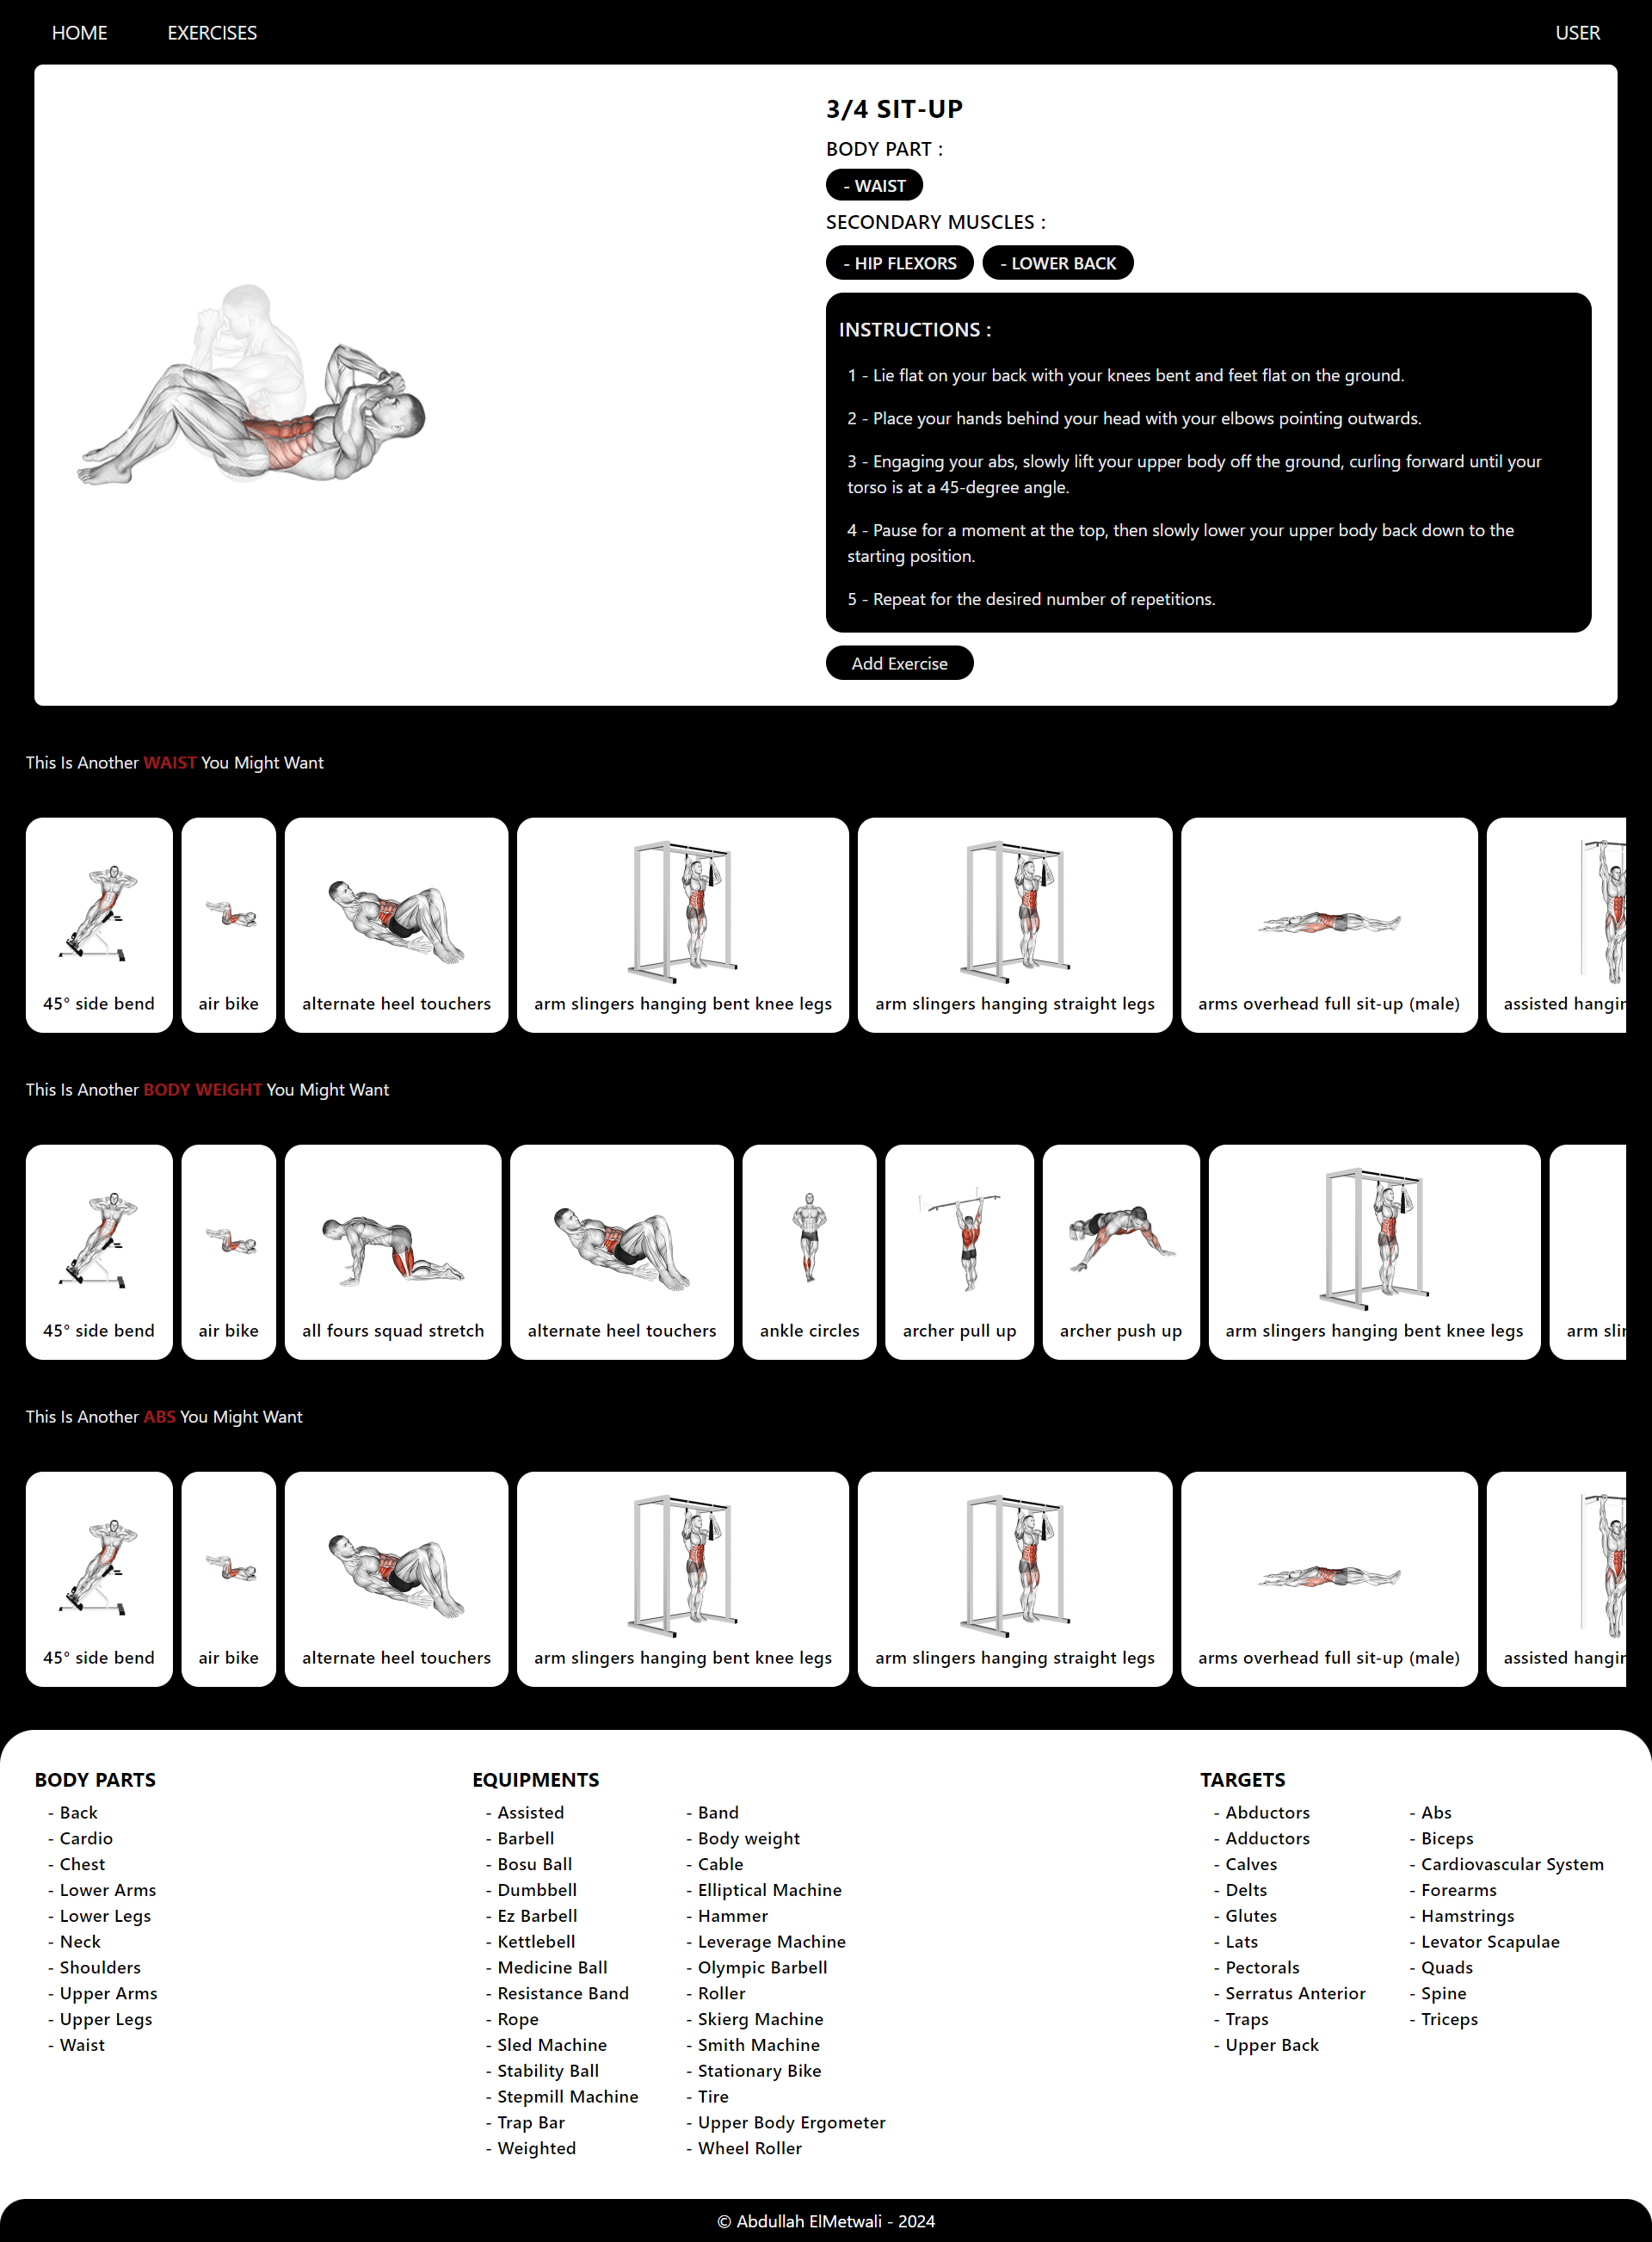 HOME EXERCISES USER
3/4 SIT-UP
BODY PART :
- WAIST
SECONDARY MUSCLES :
- HIP FLEXORS - LOWER BACK
INSTRUCTIONS :
1 - Lie flat on your back with your knees bent and feet flat on the ground.
2 - Place your hands behind your head with your elbows pointing outwards.
3 - Engaging your abs, slowly lift your upper body off the ground, curling forward until your
torso is at a 45-degree angle.
4 - Pause for a moment at the top, then slowly lower your upper body back down to the
starting position.
5 - Repeat for the desired number of repetitions.
Add Exercise
This Is Another WAIST You Might Want
45° side bend
air bike
alternate heel touchers
arm slingers hanging bent knee legs
arm slingers hanging straight legs
arms overhead full sit-up (male)
assisted
This Is Another BODY WEIGHT You Might Want
45° side bend
air bike
all fours squad stretch
alternate heel touchers
ankle circles
archer pull up
archer push up
arm slingers hanging bent knee legs
arm
This Is Another ABS You Might Want
45° side bend
air bike
alternate heel touchers
arm slingers hanging bent knee legs
arm slingers hanging straight legs
arms overhead full sit-up (male)
assisted
BODY PARTS
- Back
- Cardio
- Chest
- Lower Arms
- Lower Legs
- Neck
- Shoulders
- Upper Arms
- Upper Legs
- Waist
EQUIPMENTS
- Assisted
- Barbell
- Bosu Ball
- Dumbbell
- Ez Barbell
- Kettlebell
- Medicine Ball
- Resistance Band
- Rope
- Sled Machine
- Stability Ball
- Stepmill Machine
- Trap Bar
- Weighted
- Band
- Body weight
- Cable
- Elliptical Machine
- Hammer
- Leverage Machine
- Olympic Barbell
- Roller
- Skierg Machine
- Smith Machine
- Stationary Bike
- Tire
- Upper Body Ergometer
- Wheel Roller
TARGETS
- Abductors
- Adductors
- Calves
- Delts
- Glutes
- Lats
- Pectorals
- Serratus Anterior
- Traps
- Upper Back
- Abs
- Biceps
- Cardiovascular System
- Forearms
- Hamstrings
- Levator Scapulae
- Quads
- Spine
- Triceps
© Abdullah ElMetwali - 2024